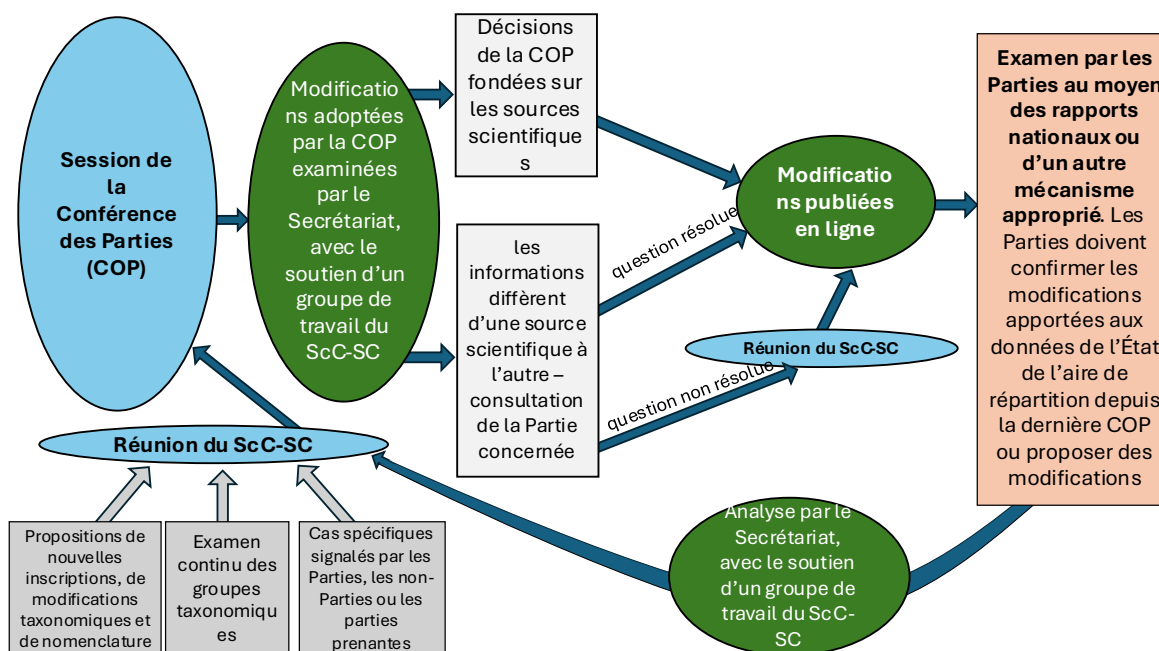 Session de
la
Conférence
des Parties
(COP)
Modificatio
ns adoptées
par la COP
examinées
par le
Secrétariat,
avec le
soutien d’un
groupe de
travail du
ScC-SC
Décisions
de la COP
fondées sur
les sources
scientifique
s
les
informations
diffèrent
d’une source
scientifique à
l’autre –
consultation
de la Partie
concernée
question résolue
question non résolue
Modificatio
ns publiées
en ligne
Réunion du ScC-SC
Examen par les
Parties au moyen
des rapports
nationaux ou
d’un autre
mécanisme
approprié. Les
Parties doivent
confirmer les
modifications
apportées aux
données de l’État
de l’aire de
répartition depuis
la dernière COP
ou proposer des
modifications
Analyse par le
Secrétariat,
avec le soutien
d’un groupe de
travail du ScC-
SC
Réunion du ScC-SC
Propositions de
nouvelles
inscriptions, de
modifications
taxonomiques et
de nomenclature
Examen
continu des
groupes
taxonomiqu
es
Cas spécifiques
signalés par les
Parties, les non-
Parties ou les
parties
prenantes